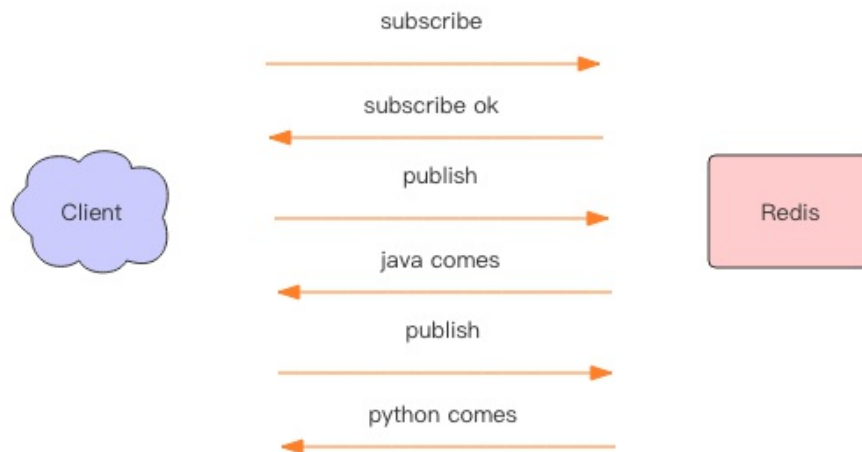 subscribe
subscribe ok
publish
Client
Redis
java comes
publish
python comes